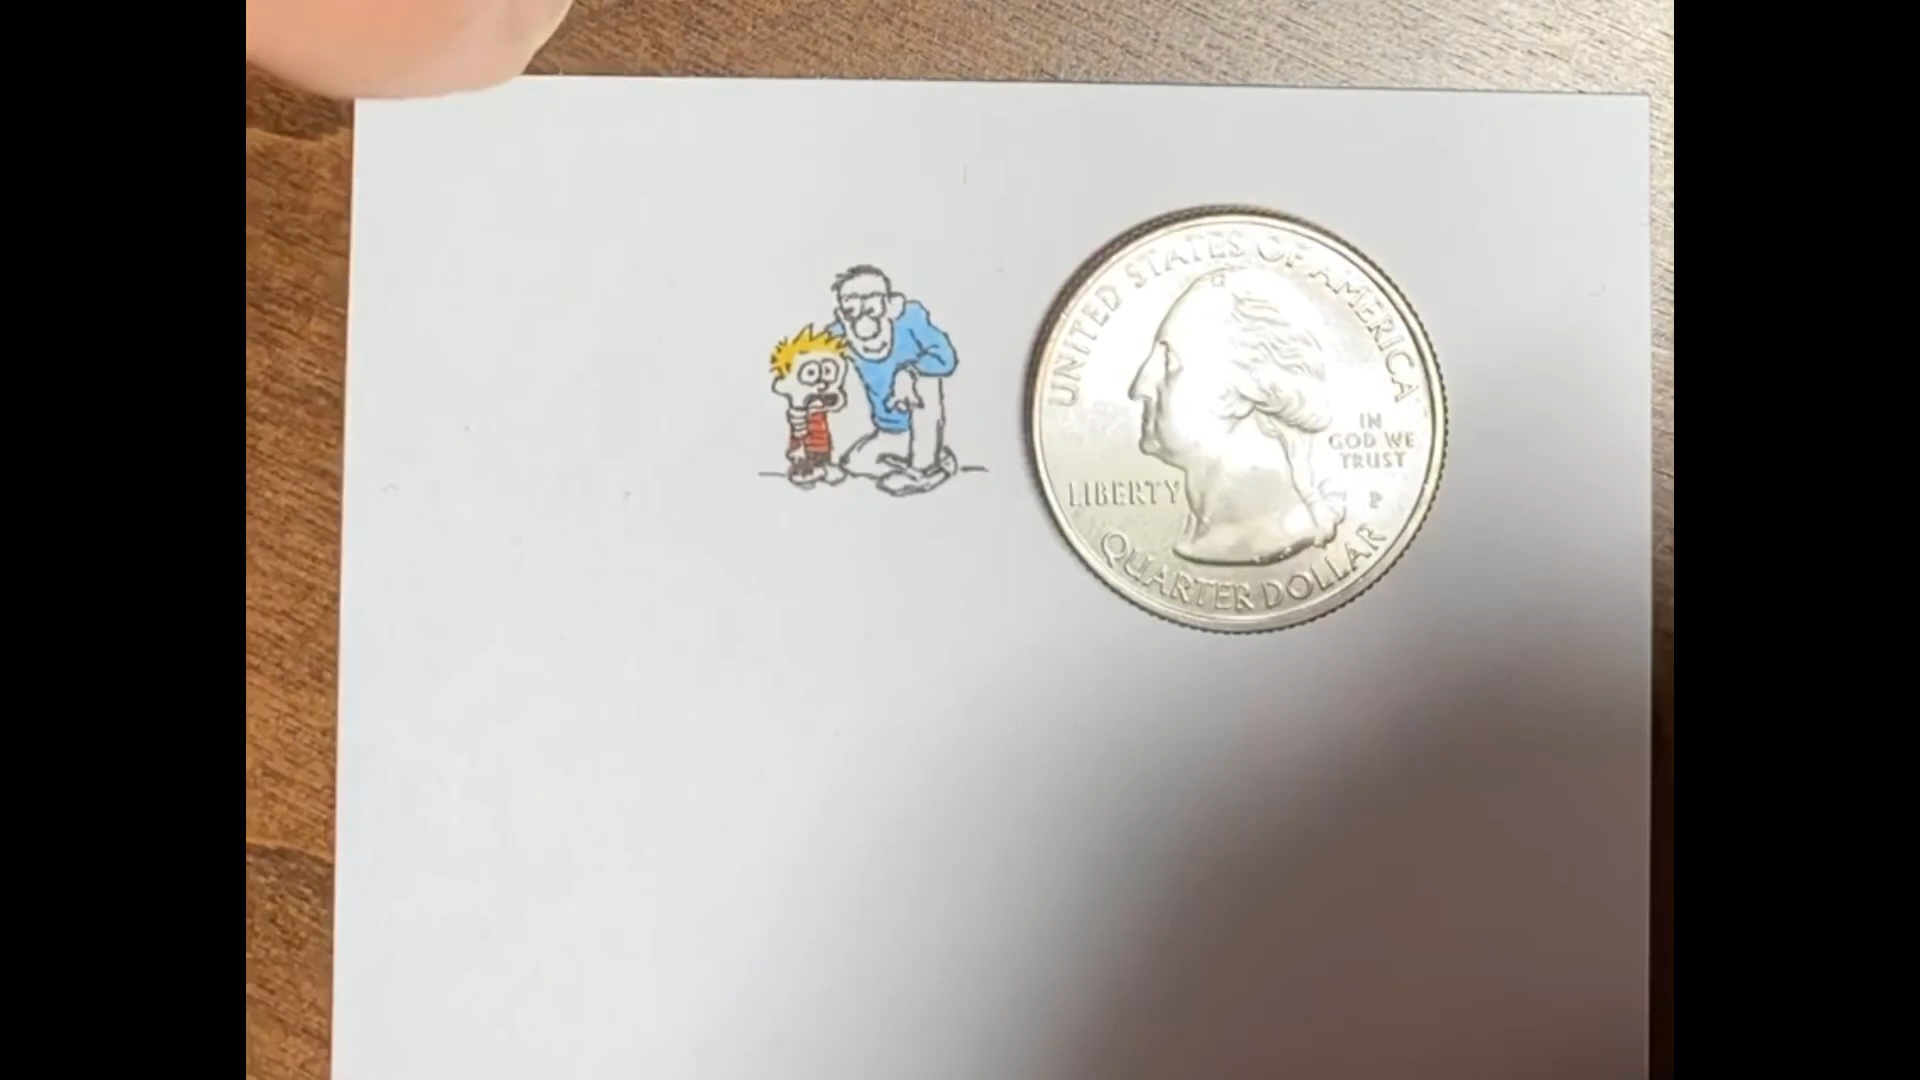 UNITED STATES OF AMERICA
IN
GOD WE
TRUST
LIBERTY
P
QUARTER DOLLAR